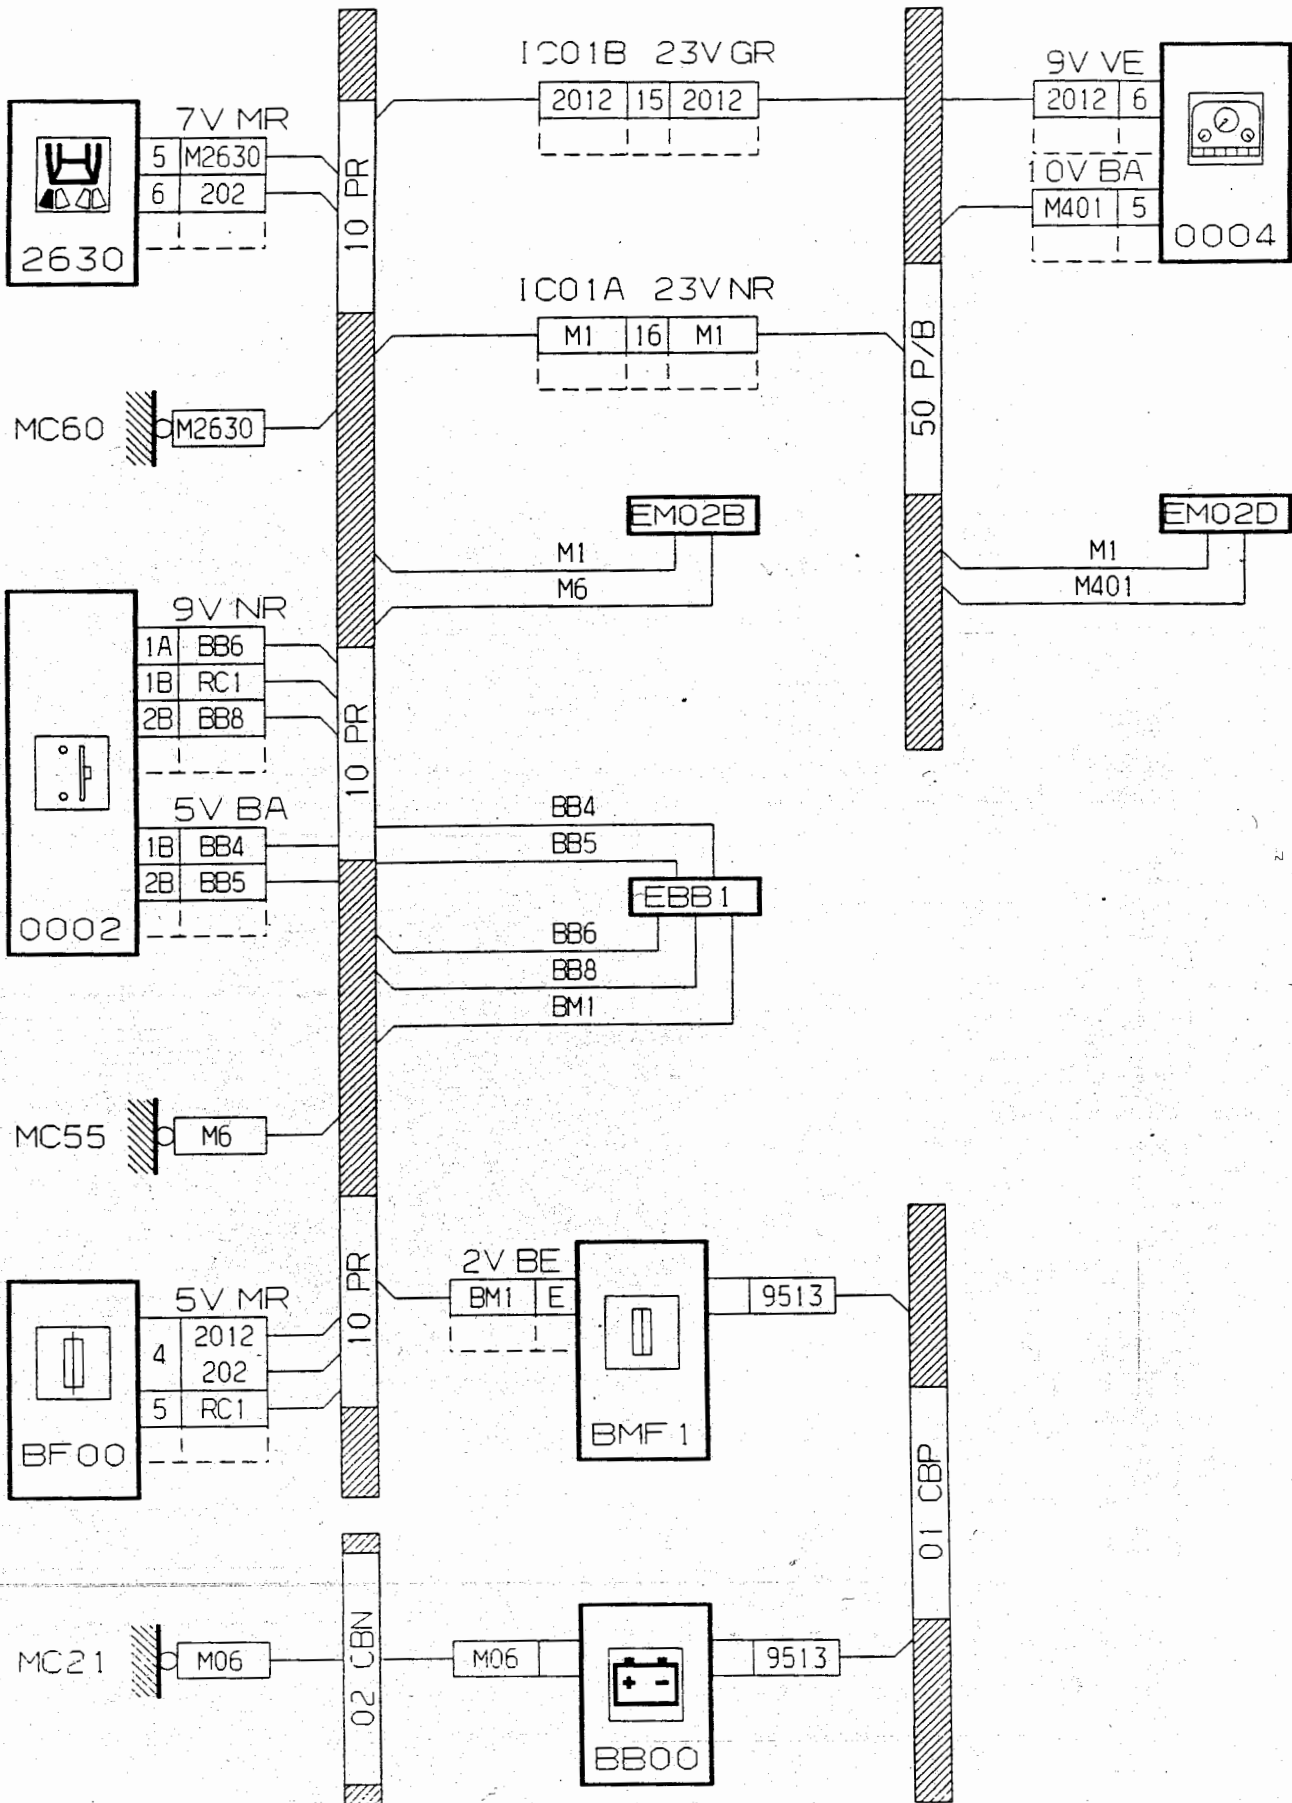 IC01B 23V GR
2012 15 2012
9V VE
2012 6
10V BA
M401 5
0004
7V MR
5 M2630
6 202
2630
10 PR
IC01A 23V NR
M1 16 M1
50 P/B
MC60 M2630
EM02B
M1
M6
EM02D
M1
M401
9V NR
1A BB6
1B RC1
2B BB8
5V BA
1B BB4
2B BB5
0002
10 PR
BB4
BB5
EBB1
BB6
BB8
BM1
MC55 M6
10 PR
5V MR
4 2012
202
5 RC1
BF00
2V BE
BM1 E
BMF1
9513
01 CBP
MC21 M06
02 CBN
M06
BB00
9513